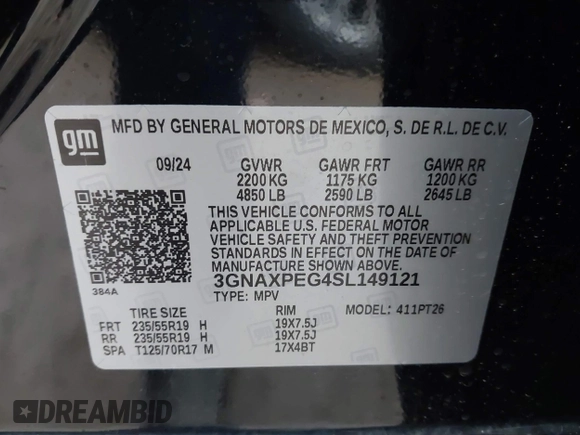 gm
MFD BY GENERAL MOTORS DE MEXICO, S. DE R.L. DE C.V.
09/24 GVWR GAWR FRT GAWR RR
2200 KG 1175 KG 1200 KG
4850 LB 2590 LB 2645 LB
THIS VEHICLE CONFORMS TO ALL
APPLICABLE U.S. FEDERAL MOTOR
VEHICLE SAFETY AND THEFT PREVENTION
STANDARDS IN EFFECT ON THE DATE OF
MANUFACTURE SHOWN ABOVE.
3GNAXPEG4SL149121
384A
TYPE: MPV
TIRE SIZE RIM MODEL: 411PT26
FRT 235/55R19 H 19X7.5J
RR 235/55R19 H 19X7.5J
SPA T125/70R17 M 17X4BT
DREAMBID